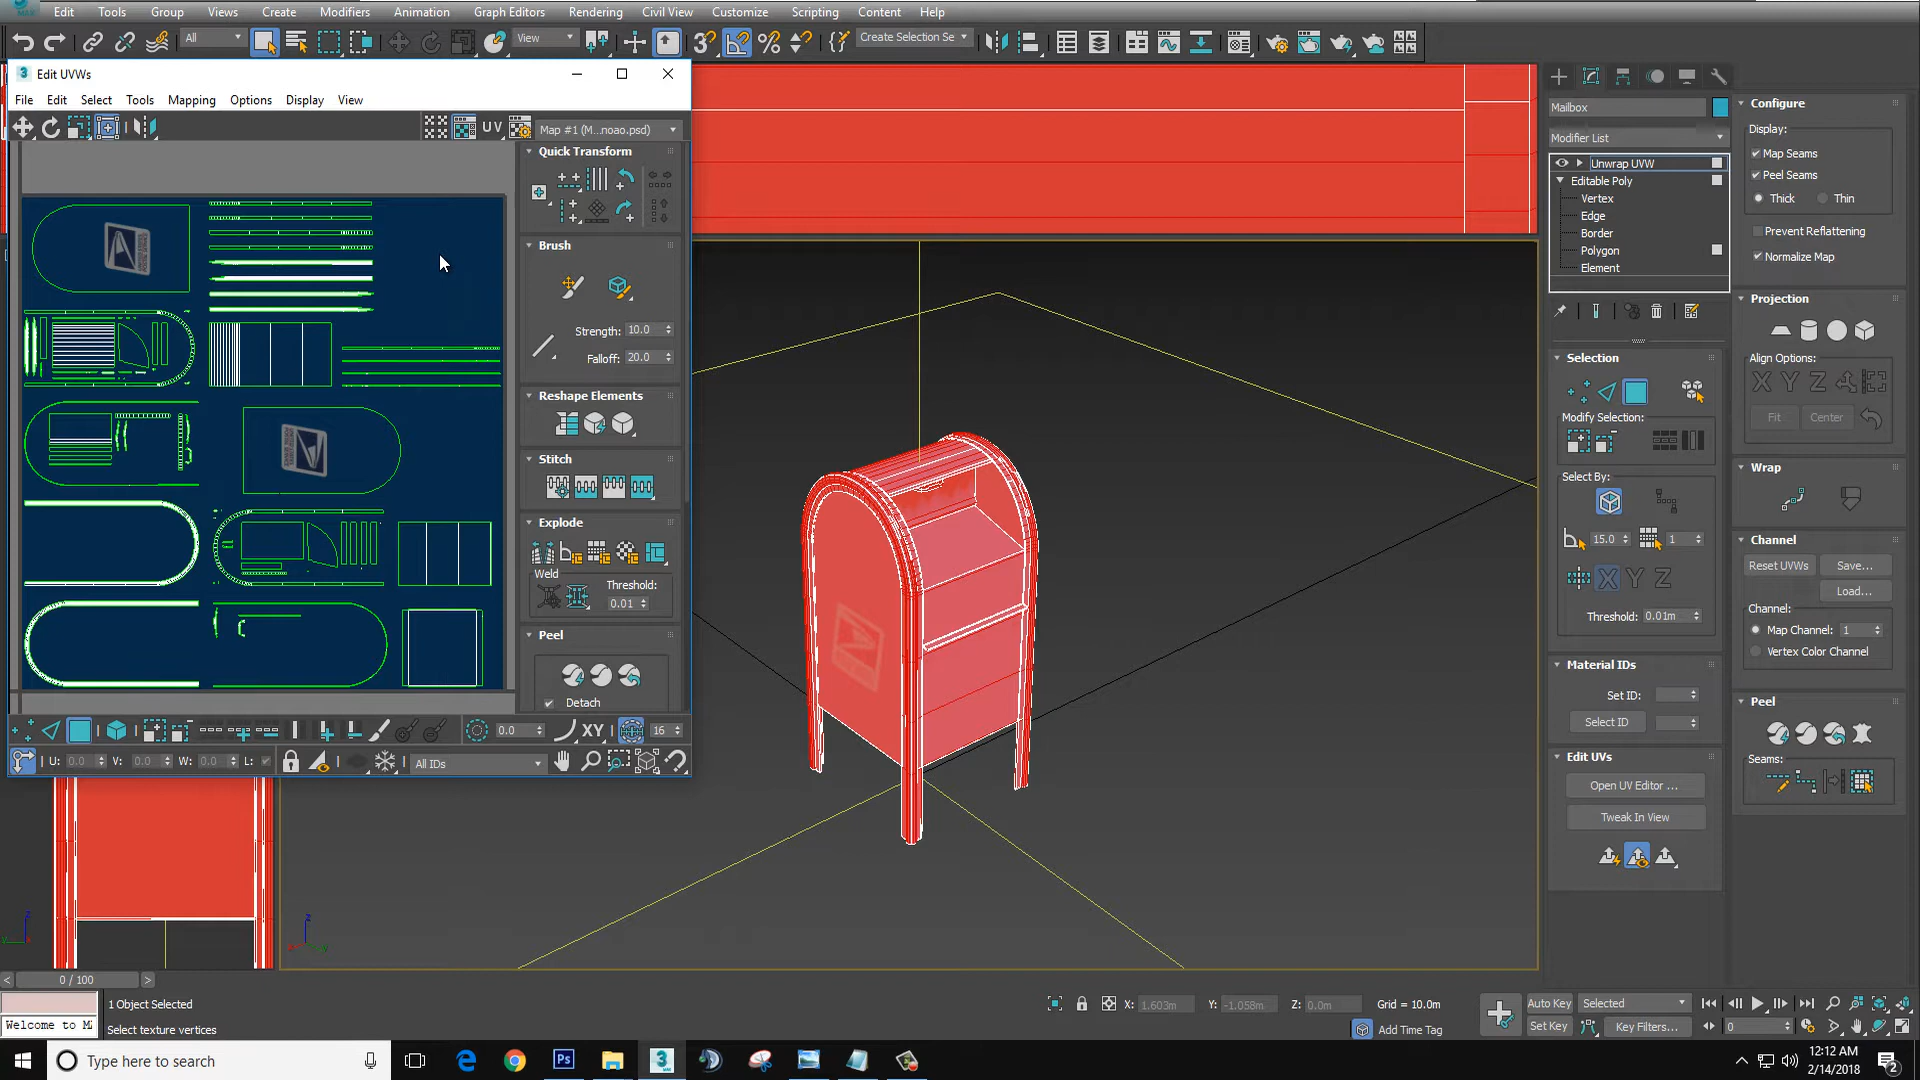 Edit Tools Group Views Create Modifiers Animation Graph Editors Rendering Civil View Customize Scripting Content Help
All View Create Selection Se
3 Edit UVWs
File Edit Select Tools Mapping Options Display View
UV Map #1 (M...noao.psd)
Quick Transform
Brush
Strength: 10.0
Falloff: 20.0
Reshape Elements
Stitch
Explode
Weld Threshold:
0.01
Peel
Detach
0.0 XY 16
U: 0.0 V: 0.0 W: 0.0 L: All IDs
Mailbox
Modifier List
Unwrap UVW
Editable Poly
Vertex
Edge
Border
Polygon
Element
Selection
Modify Selection:
Select By:
15.0 1
X Y Z
Threshold: 0.01m
Material IDs
Set ID:
Select ID
Edit UVs
Open UV Editor ...
Tweak In View
Configure
Display:
Map Seams
Peel Seams
Thick Thin
Prevent Reflattening
Normalize Map
Projection
Align Options:
X Y Z
Fit Center
Wrap
Channel
Reset UVWs Save...
Load...
Channel:
Map Channel: 1
Vertex Color Channel
Peel
Seams:
< 0 / 100 >
1 Object Selected
Welcome to M
Select texture vertices
X: 1.603m Y: -1.058m Z: 0.0m Grid = 10.0m
Add Time Tag
Auto Key Selected
Set Key Key Filters...
0
Type here to search
Ps 3
12:12 AM
2/14/2018
2